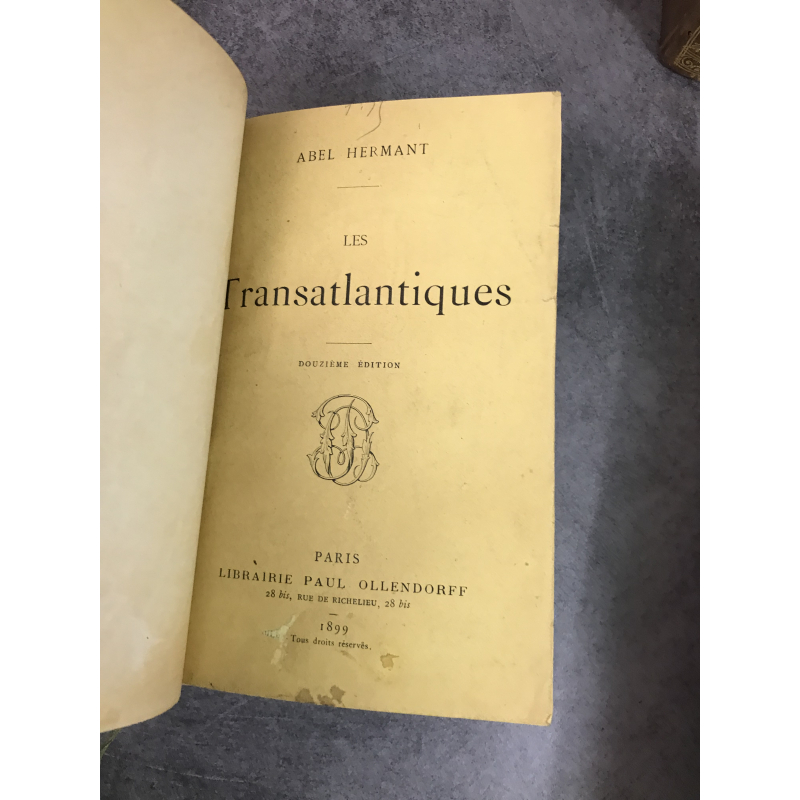 ABEL HERMANT
LES
Transatlantiques
DOUZIÈME ÉDITION
PARIS
LIBRAIRIE PAUL OLLENDORFF
28 bis, RUE DE RICHELIEU, 28 bis
1899
Tous droits réservés.